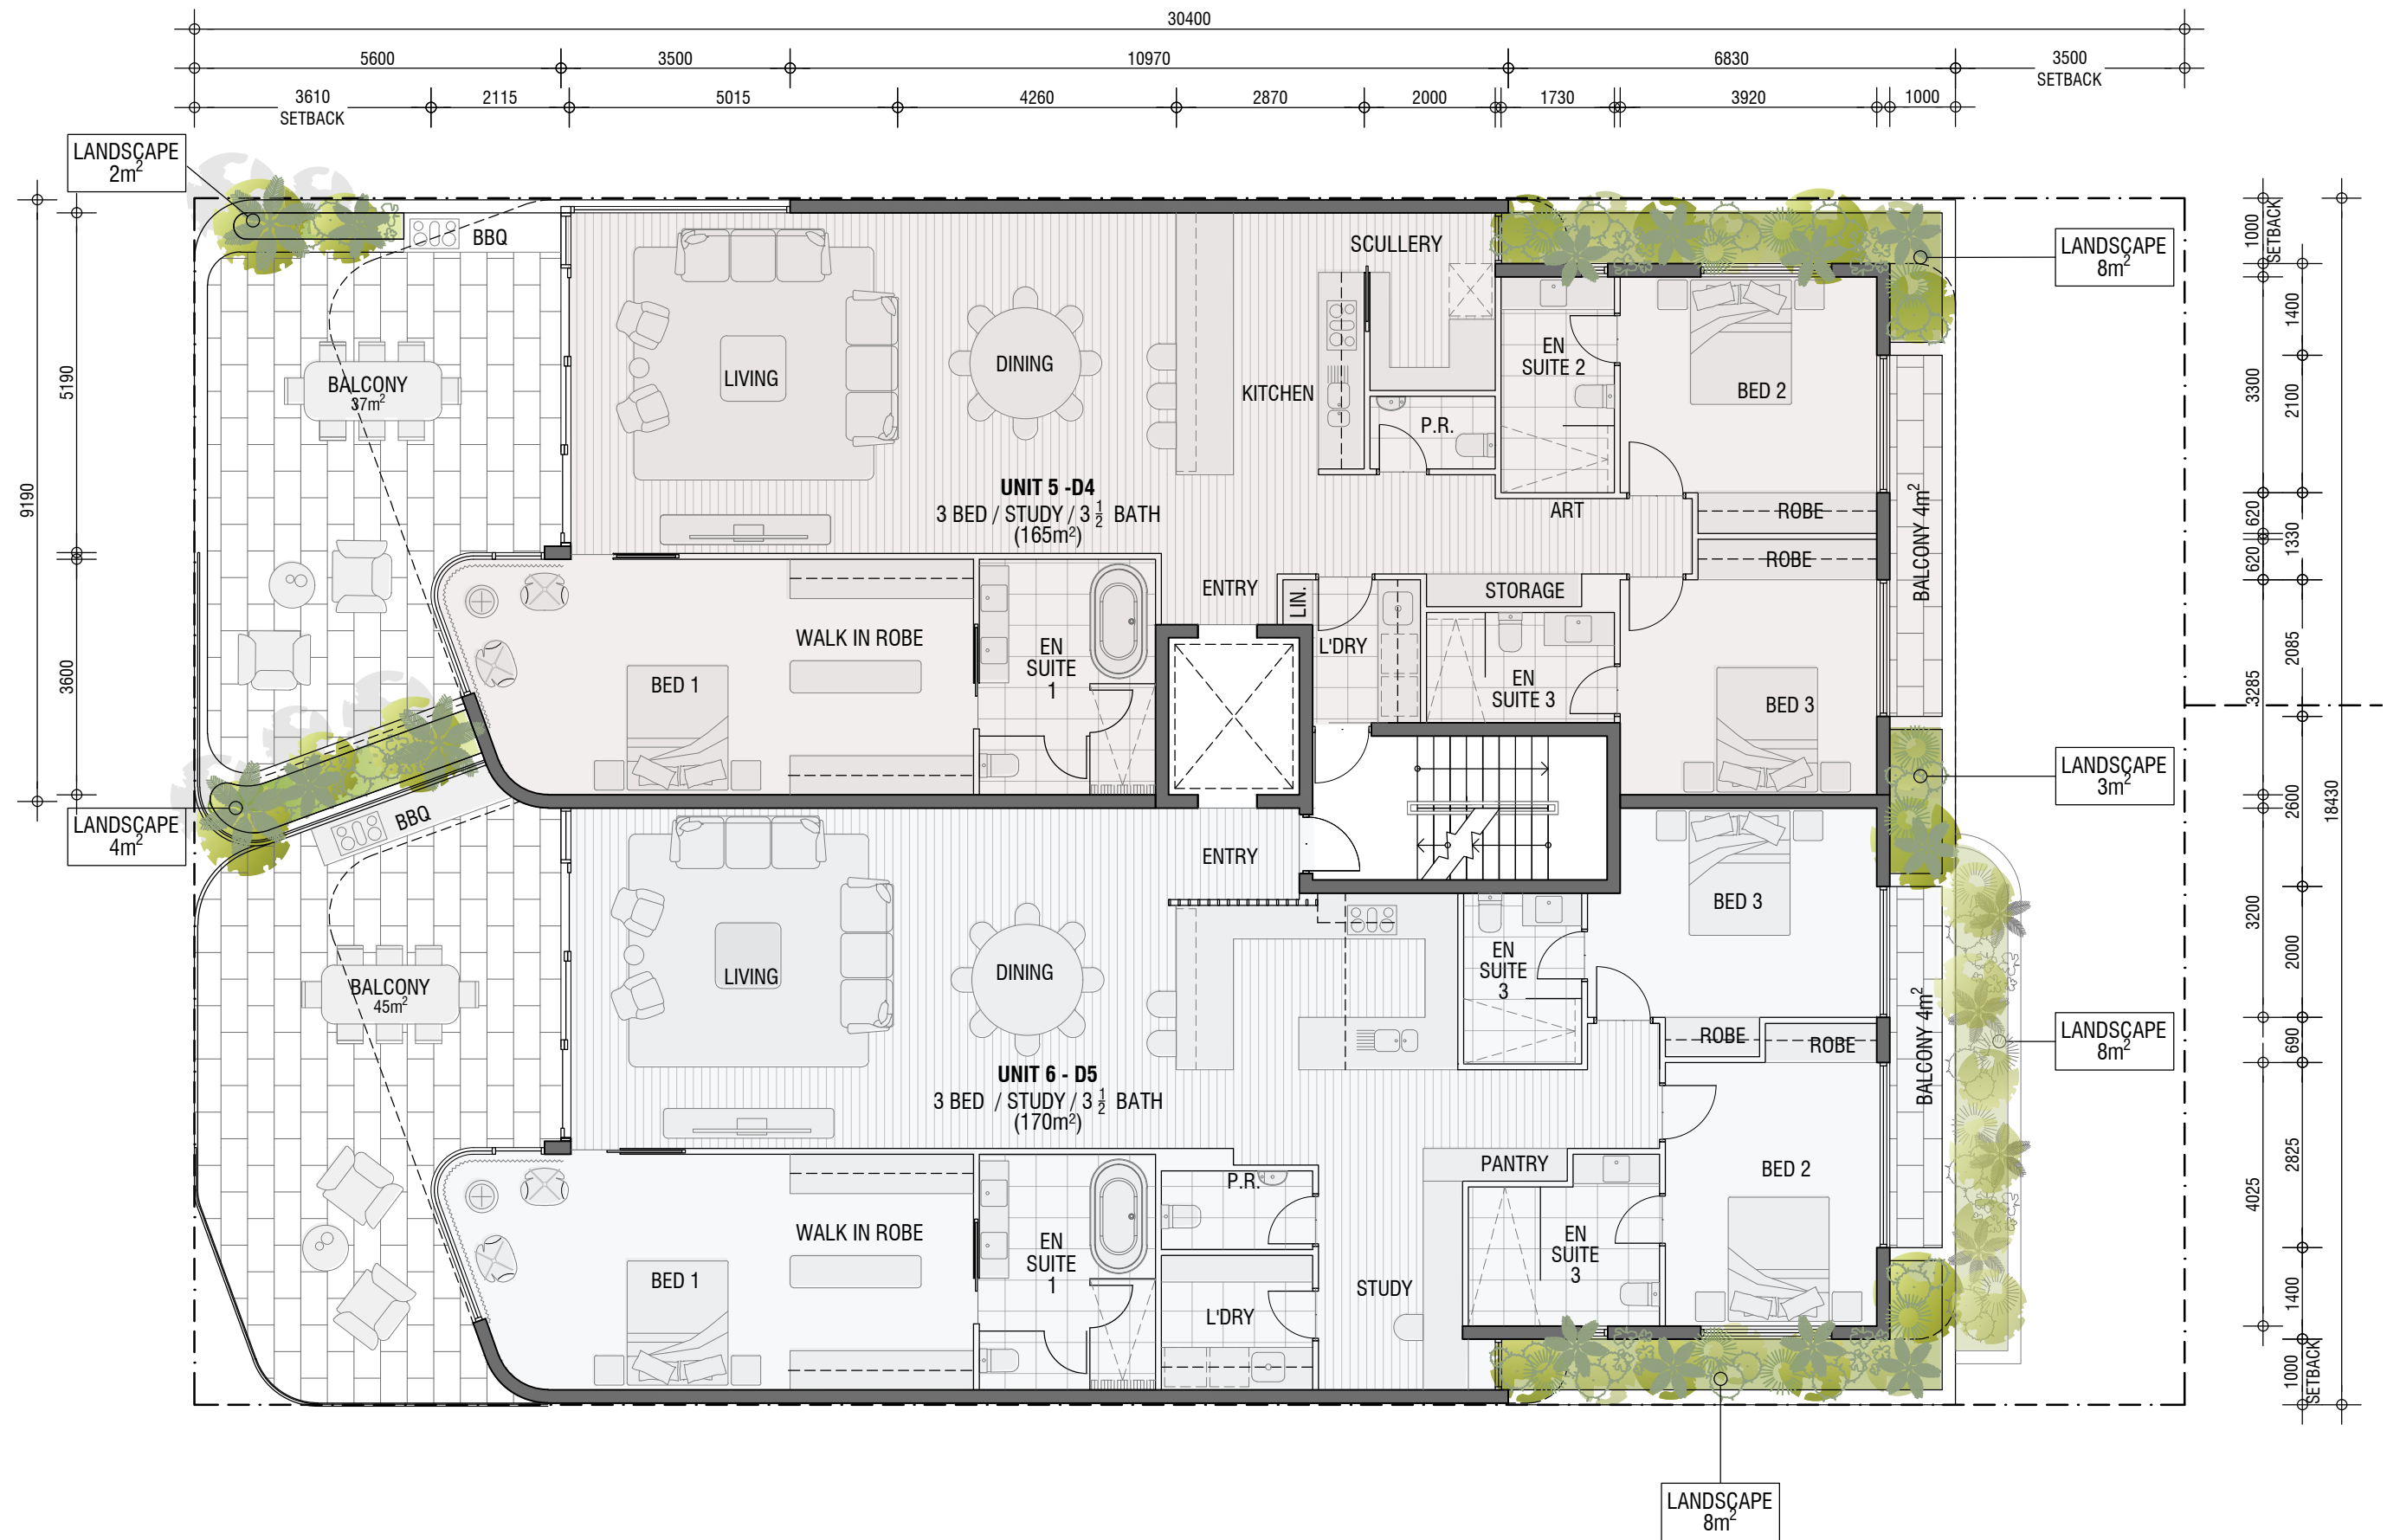 30400
5600
3500
10970
6830
3500
SETBACK
3610
SETBACK
2115
5015
4260
2870
2000
1730
3920
1000
LANDSCAPE
2m²
BBQ
SCULLERY
1000
SETBACK
LANDSCAPE
8m²
1400
EN
SUITE 2
BALCONY
37m²
LIVING
DINING
KITCHEN
BED 2
5190
3300
2100
P.R.
9190
UNIT 5 -D4
3 BED / STUDY / 3 ½ BATH
(165m²)
ART
ROBE
BALCONY 4m²
620
1330
620
ROBE
ENTRY
LIN.
STORAGE
WALK IN ROBE
EN
SUITE
1
L'DRY
2085
3600
BED 1
EN
SUITE 3
BED 3
3285
LANDSCAPE
3m²
LANDSCAPE
4m²
BBQ
2600
18430
ENTRY
BED 3
3200
EN
SUITE
3
2000
LIVING
DINING
BALCONY
45m²
BALCONY 4m²
LANDSCAPE
8m²
ROBE
ROBE
690
UNIT 6 - D5
3 BED / STUDY / 3 ½ BATH
(170m²)
2825
PANTRY
BED 2
P.R.
4025
WALK IN ROBE
EN
SUITE
1
EN
SUITE
3
BED 1
STUDY
1400
L'DRY
1000
SETBACK
LANDSCAPE
8m²